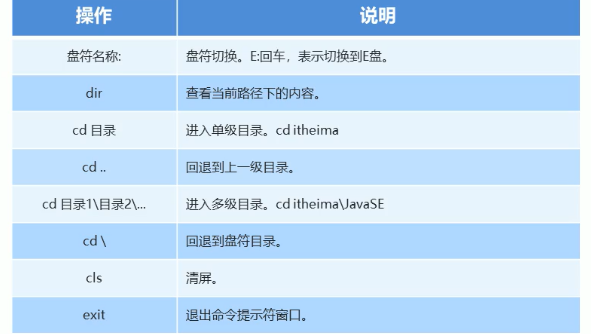 操作 说明
盘符名称: 盘符切换。E:回车，表示切换到E盘。
dir 查看当前路径下的内容。
cd 目录 进入单级目录。cd itheima
cd .. 回退到上一级目录。
cd 目录1\目录2\... 进入多级目录。cd itheima\JavaSE
cd \ 回退到盘符目录。
cls 清屏。
exit 退出命令提示符窗口。